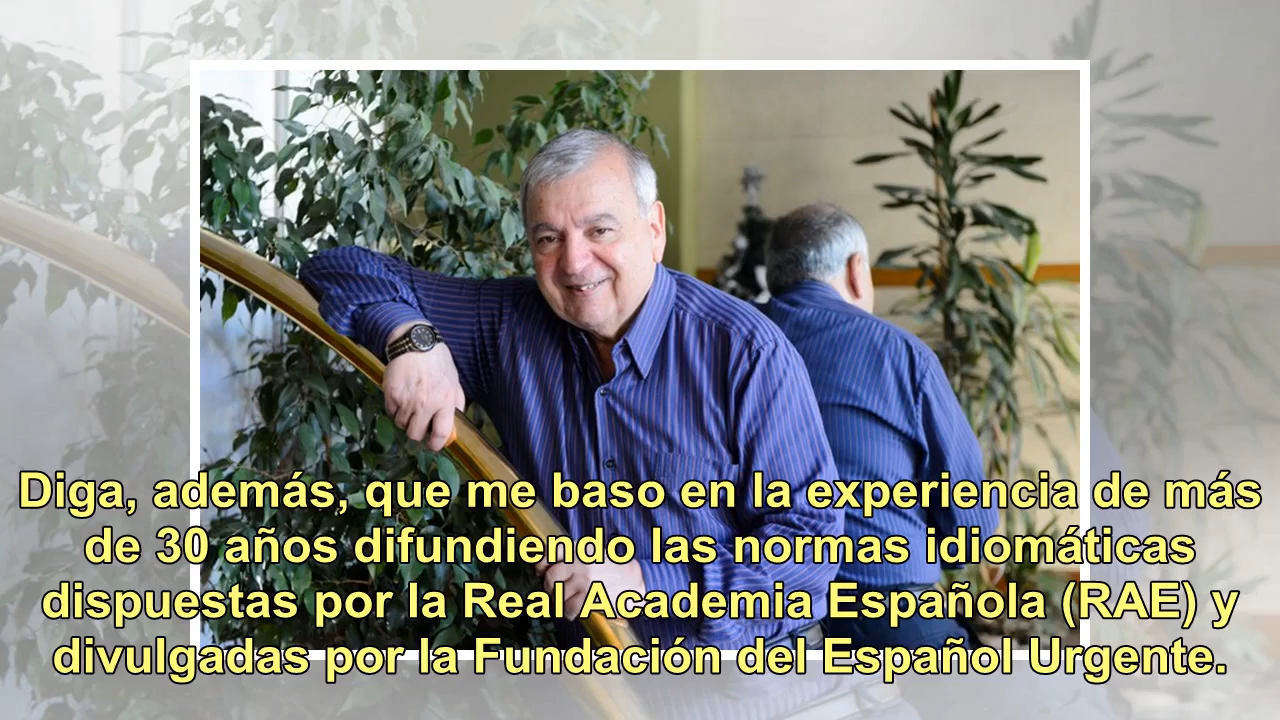 Diga, además, que me baso en la experiencia de más
de 30 años difundiendo las normas idiomáticas
dispuestas por la Real Academia Española (RAE) y
divulgadas por la Fundación del Español Urgente.